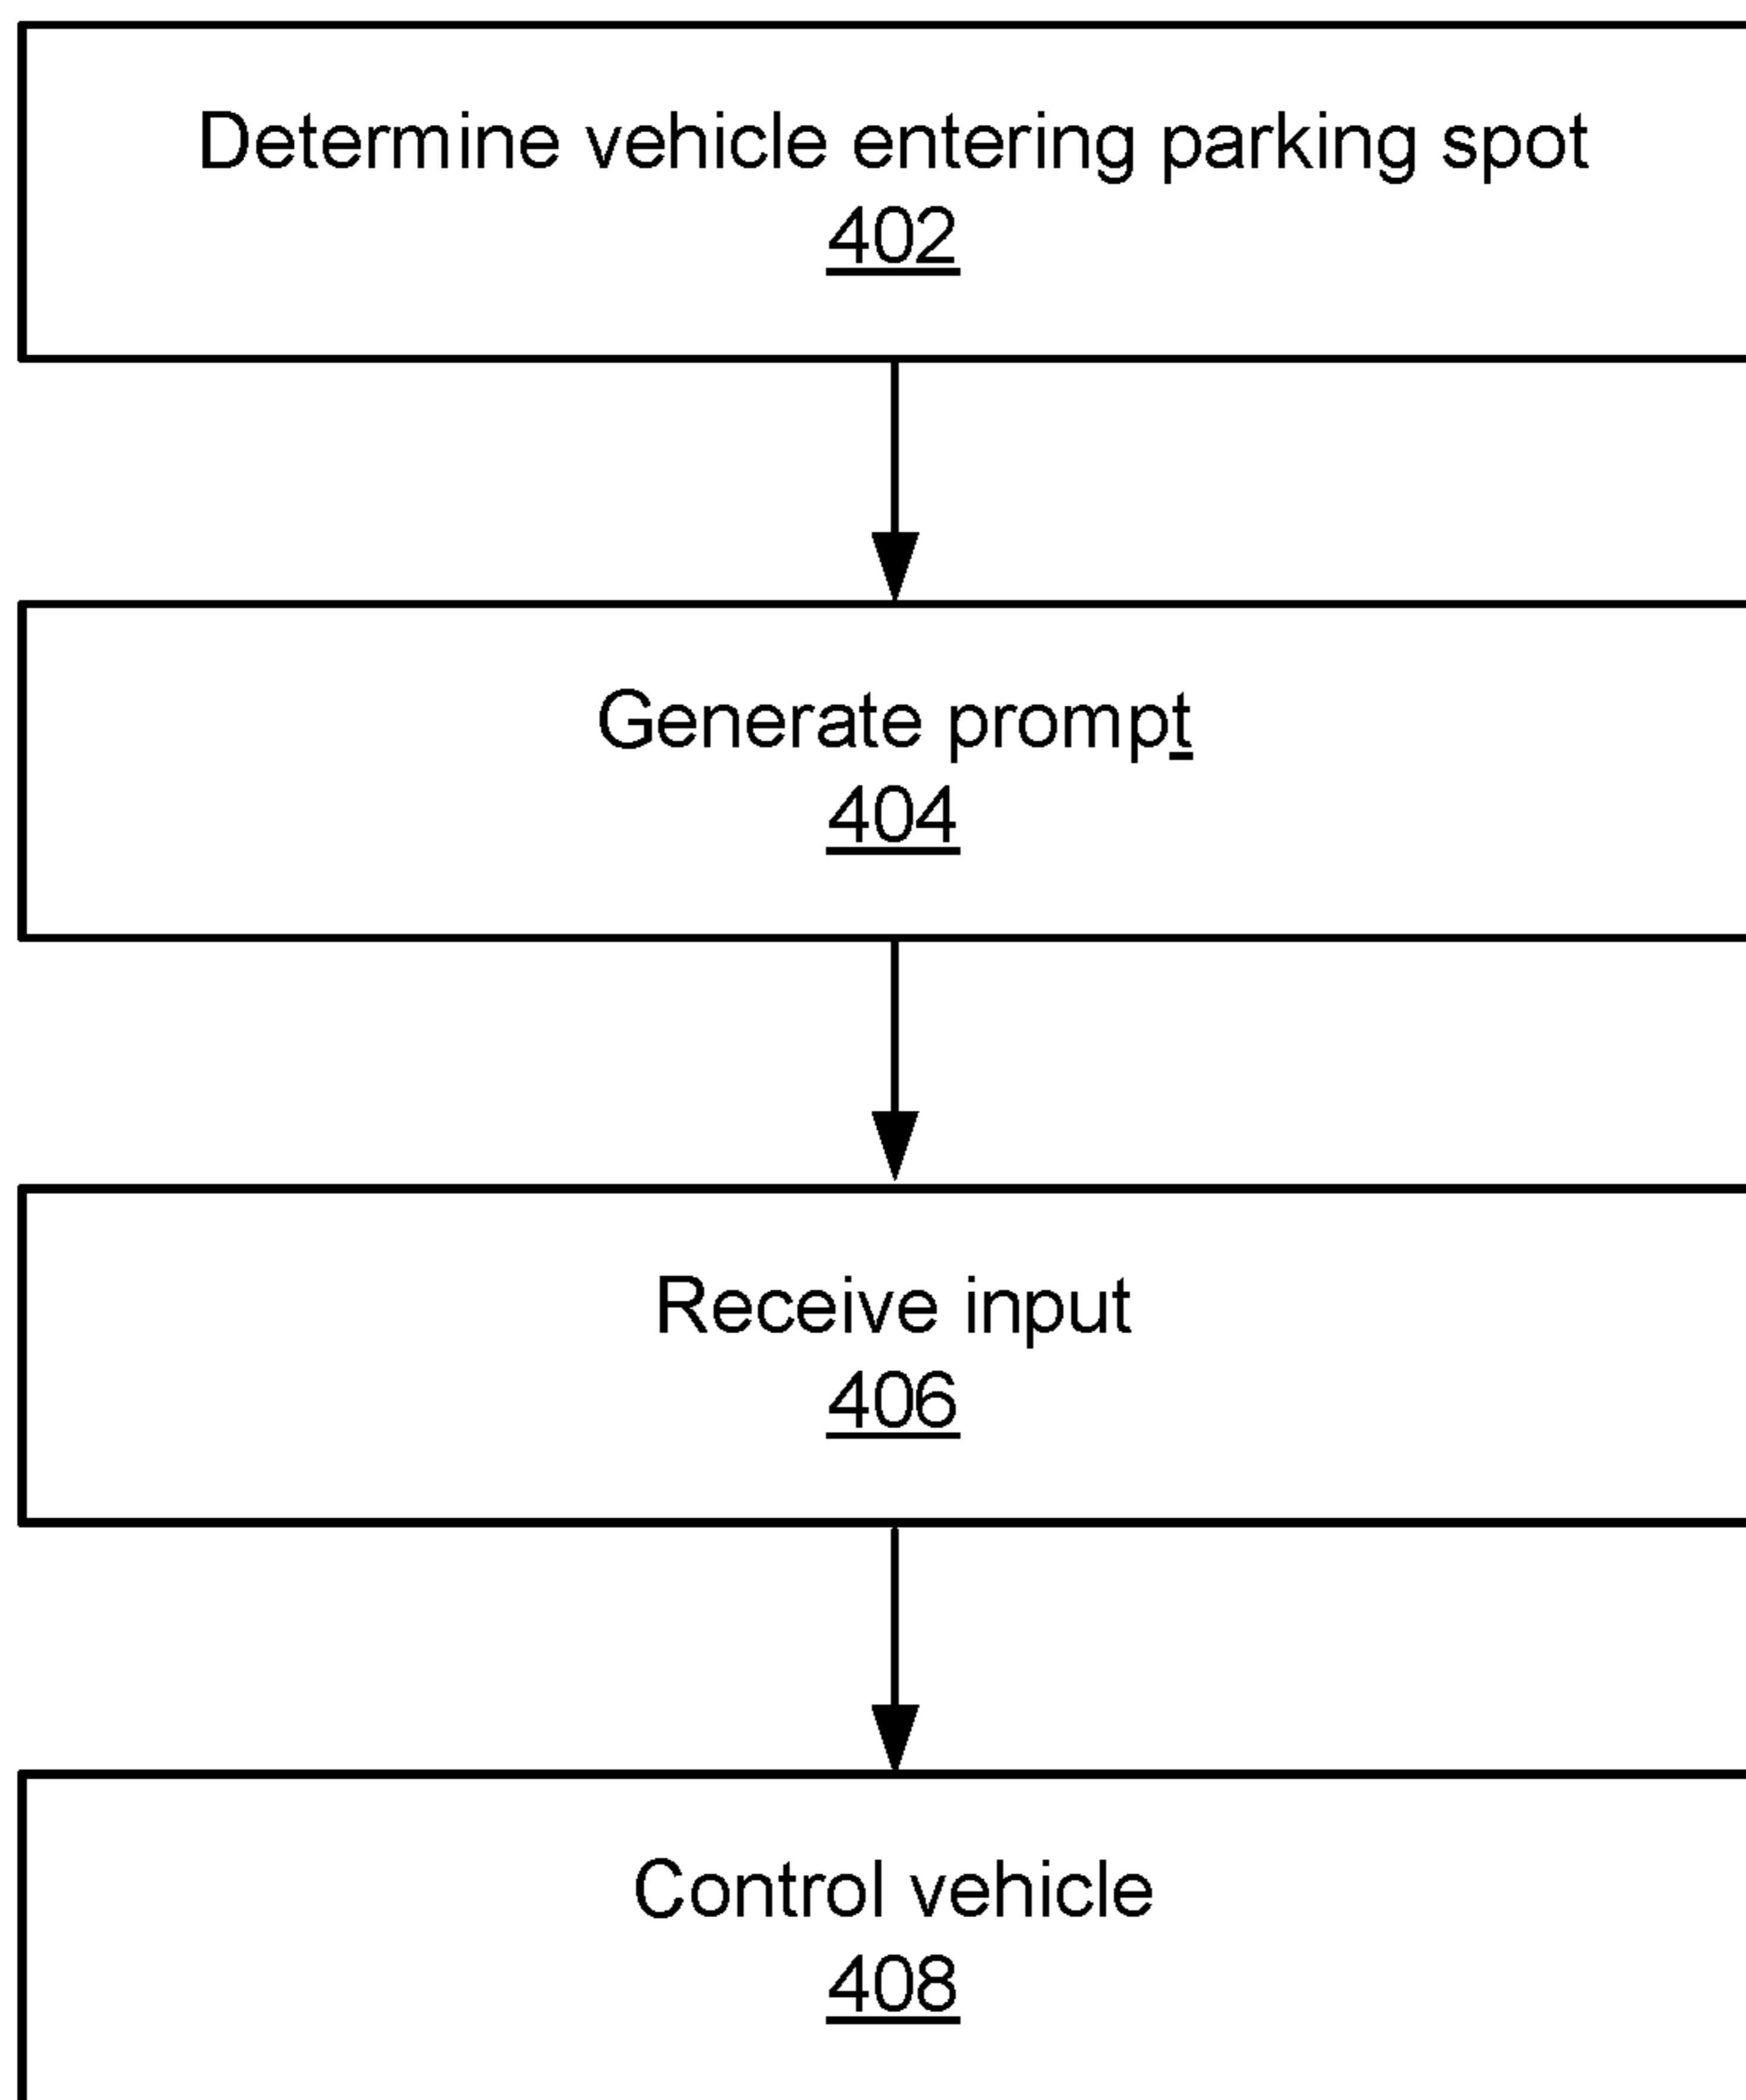 Determine vehicle entering parking spot
402
Generate prompt
404
Receive input
406
Control vehicle
408